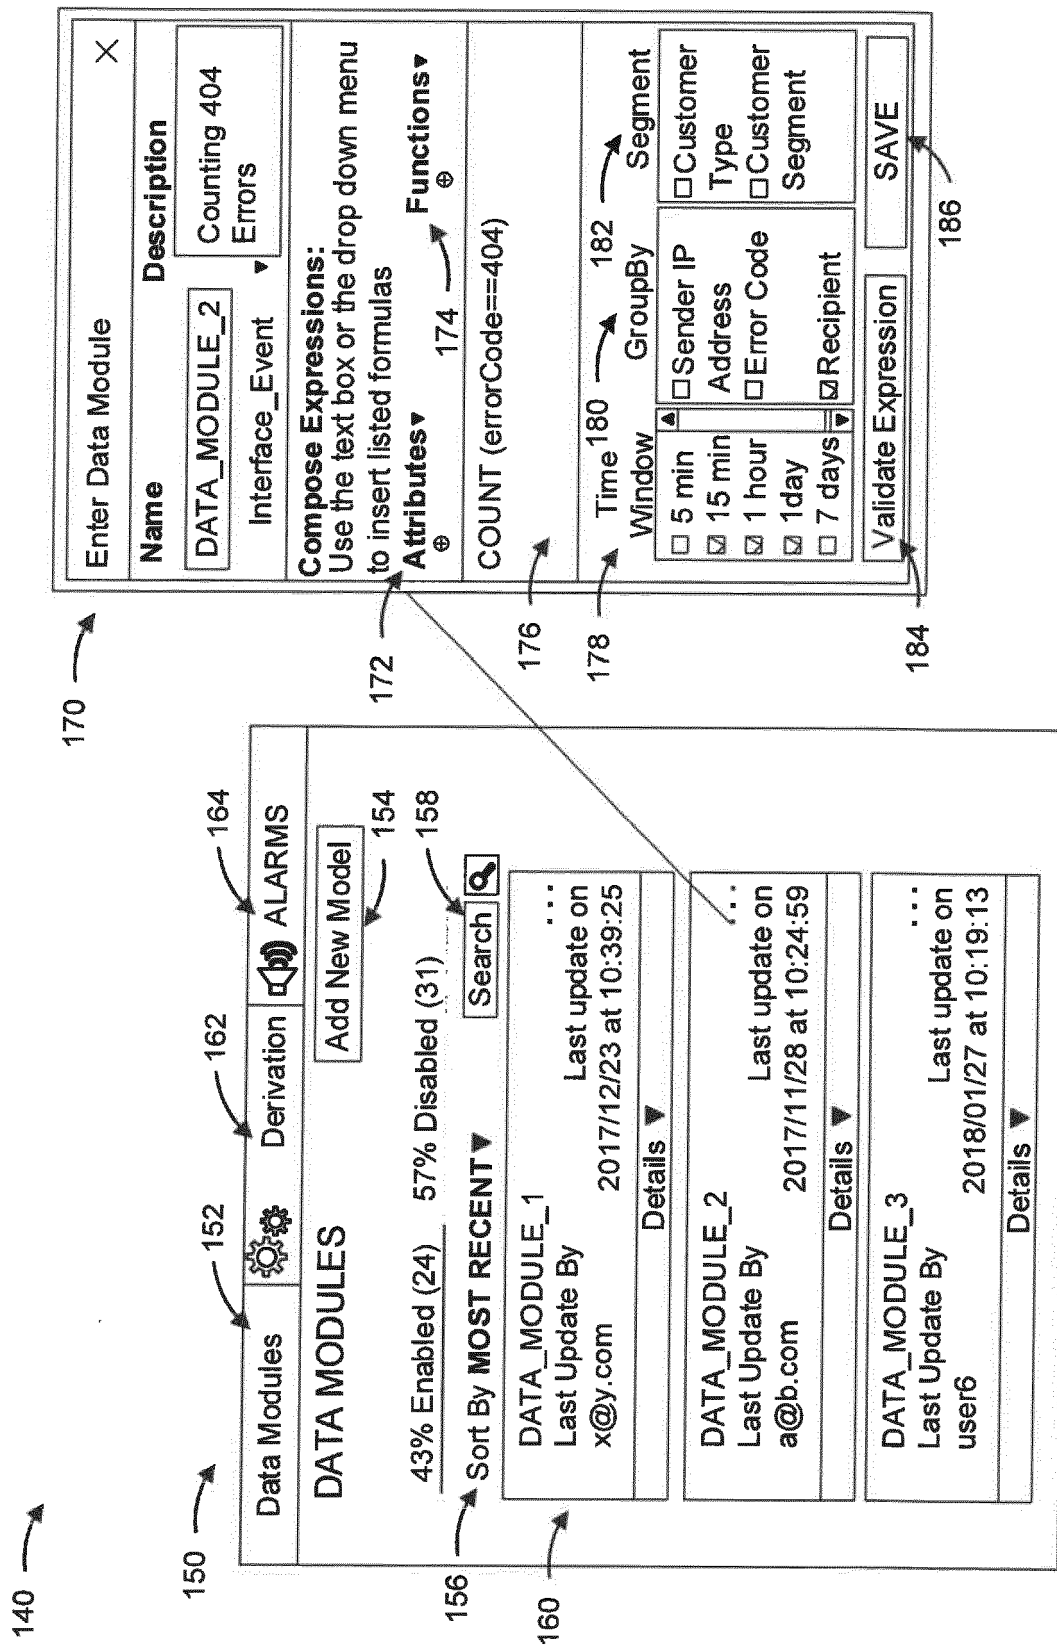 140
150
152
162
164
Data Modules
Derivation
ALARMS
DATA MODULES
Add New Model
154
43% Enabled (24)
57% Disabled (31)
158
156
Sort By MOST RECENT▼
Search
160
DATA_MODULE_1
...
Last Update By
Last update on
x@y.com
2017/12/23 at 10:39:25
Details ▼
DATA_MODULE_2
...
Last Update By
Last update on
a@b.com
2017/11/28 at 10:24:59
Details ▼
DATA_MODULE_3
...
Last Update By
Last update on
user6
2018/01/27 at 10:19:13
Details ▼
170
Enter Data Module
X
Name
Description
DATA_MODULE_2
Counting 404
Errors
Interface_Event ▼
Compose Expressions:
Use the text box or the drop down menu
to insert listed formulas
172
Attributes▼
174
Functions▼
176
COUNT (errorCode==404)
178
Time
Window
180
GroupBy
182
Segment
☐ 5 min
☑ 15 min
☑ 1 hour
☑ 1day
☐ 7 days
☐Sender IP
Address
☐Error Code
☑Recipient
☐Customer
Type
☐Customer
Segment
184
Validate Expression
SAVE
186